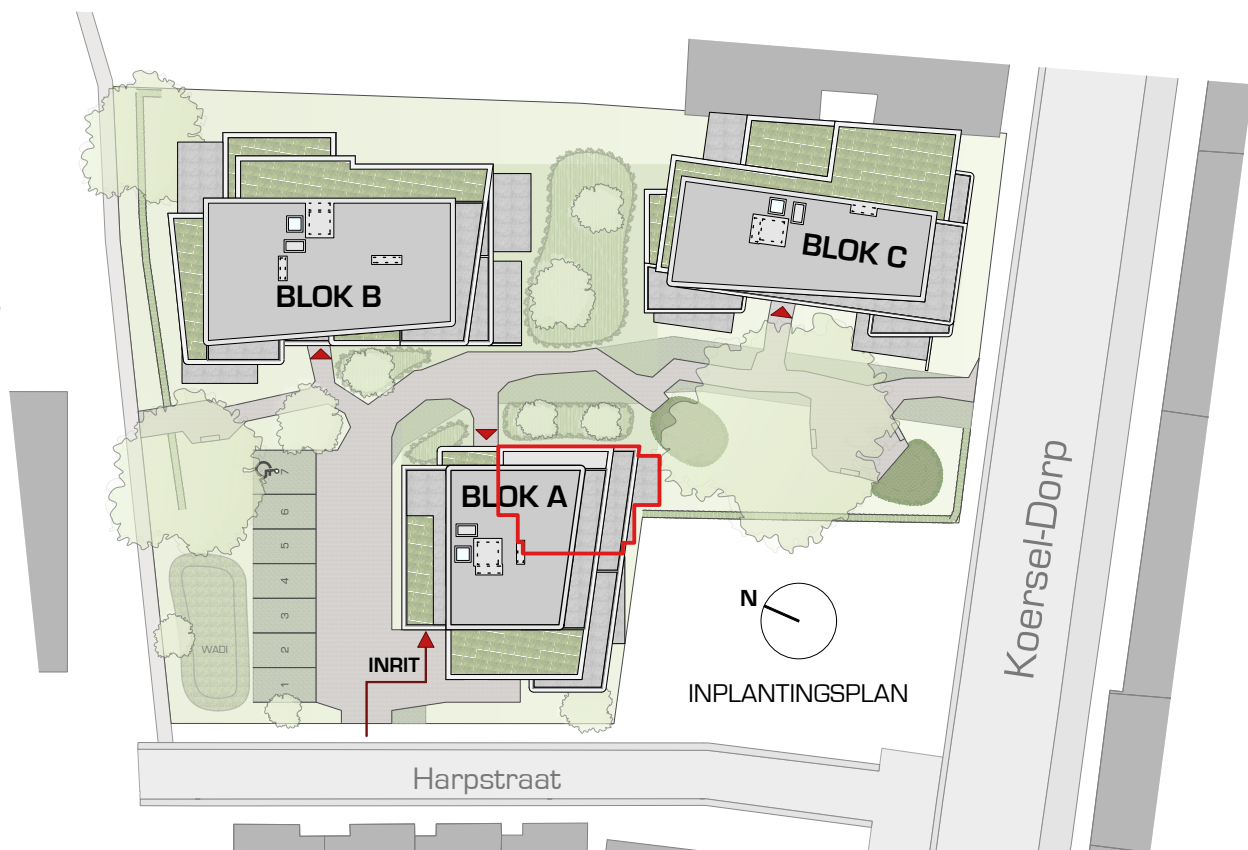 BLOK B
BLOK C
BLOK A
7
6
5
4
3
2
1
WADI
INRIT
N
INPLANTINGSPLAN
Koersel-Dorp
Harpstraat